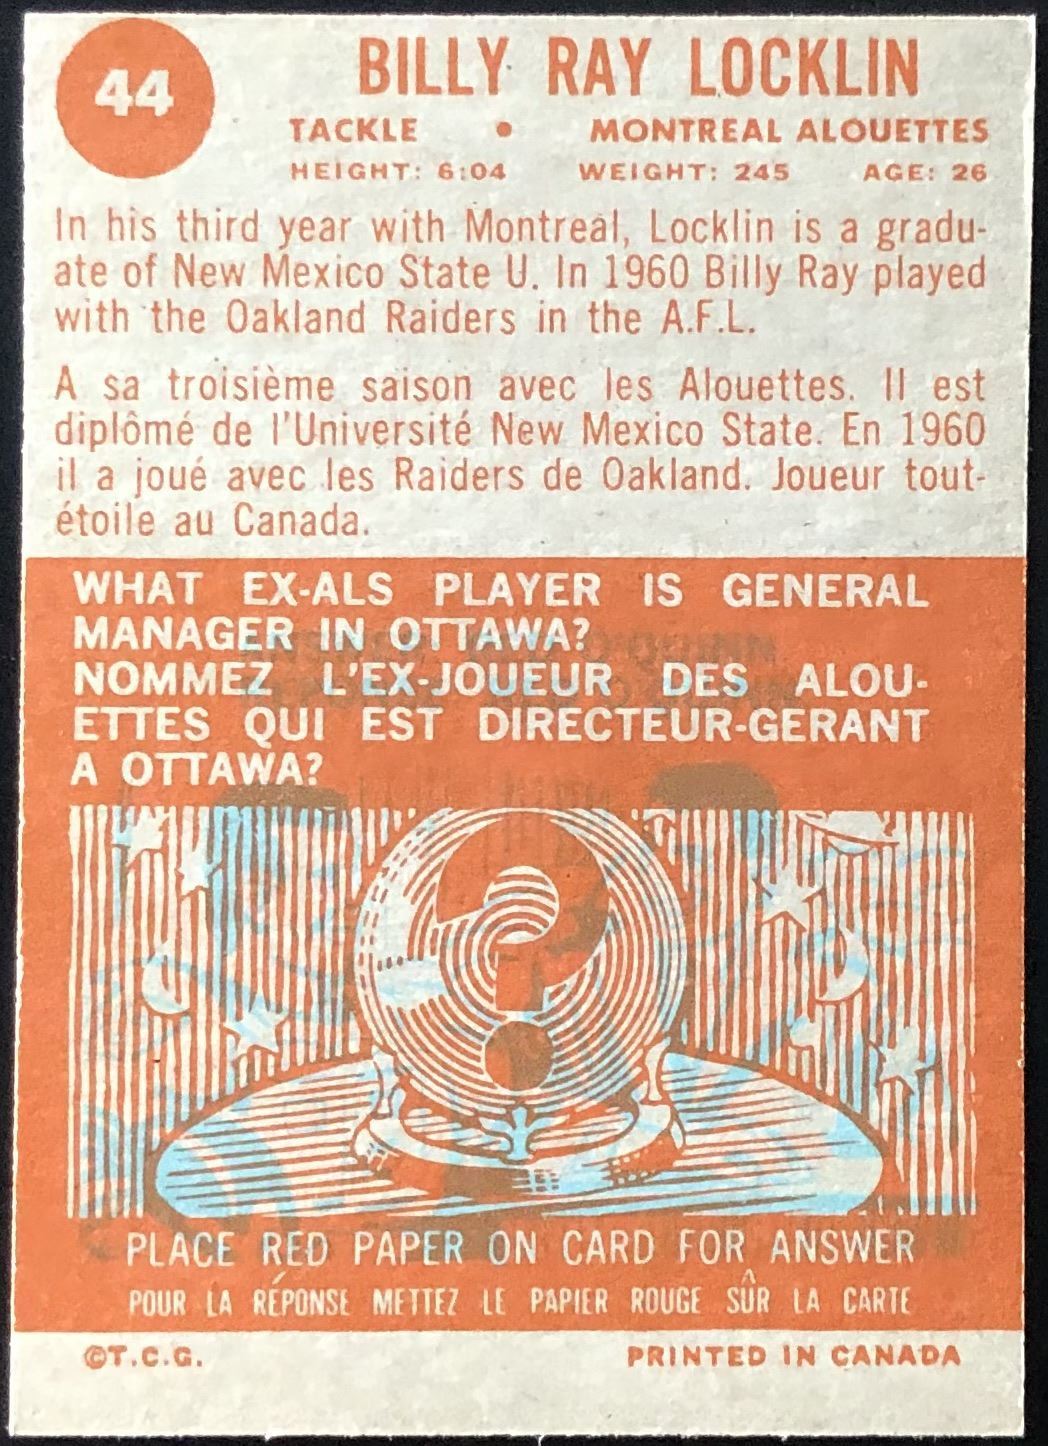 44
BILLY RAY LOCKLIN
TACKLE • MONTREAL ALOUETTES
HEIGHT: 6:04 WEIGHT: 245 AGE: 26
In his third year with Montreal, Locklin is a gradu-
ate of New Mexico State U. In 1960 Billy Ray played
with the Oakland Raiders in the A.F.L.
A sa troisième saison avec les Alouettes. Il est
diplômé de l'Université New Mexico State. En 1960
il a joué avec les Raiders de Oakland. Joueur tout-
étoile au Canada.
WHAT EX-ALS PLAYER IS GENERAL
MANAGER IN OTTAWA?
NOMMEZ L'EX-JOUEUR DES ALOU-
ETTES QUI EST DIRECTEUR-GERANT
A OTTAWA?
?
PLACE RED PAPER ON CARD FOR ANSWER
POUR LA RÉPONSE METTEZ LE PAPIER ROUGE SÛR LA CARTE
©T.C.G. PRINTED IN CANADA